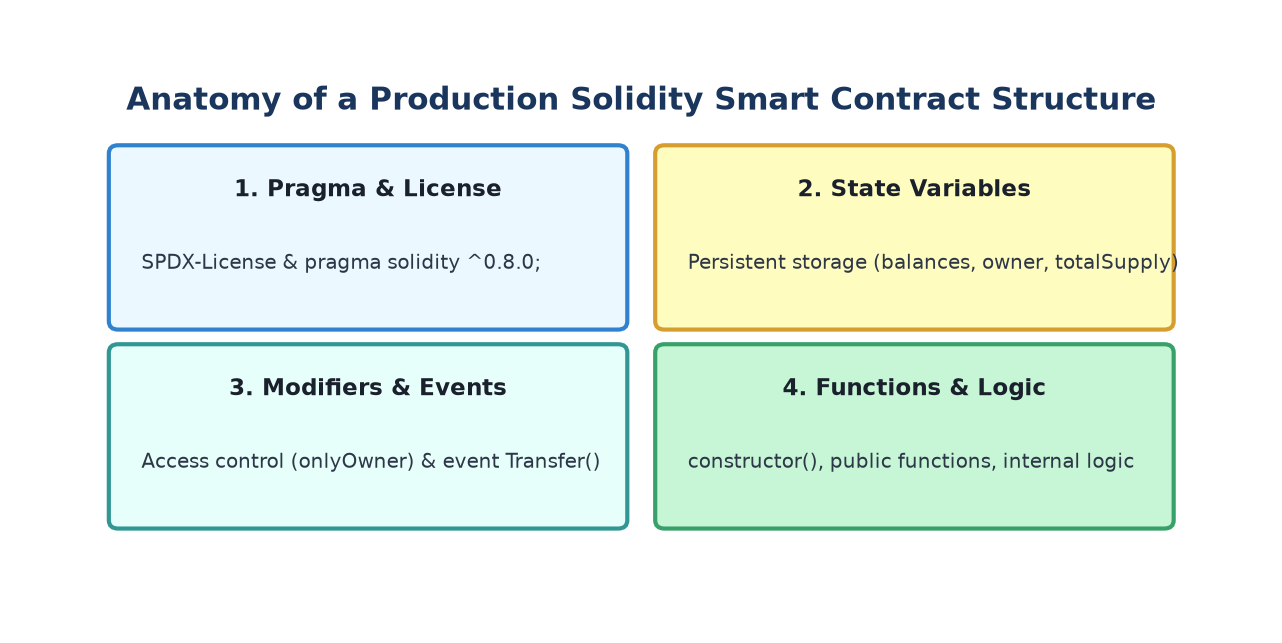 Anatomy of a Production Solidity Smart Contract Structure
1. Pragma & License
SPDX-License & pragma solidity ^0.8.0;
2. State Variables
Persistent storage (balances, owner, totalSupply)
3. Modifiers & Events
Access control (onlyOwner) & event Transfer()
4. Functions & Logic
constructor(), public functions, internal logic